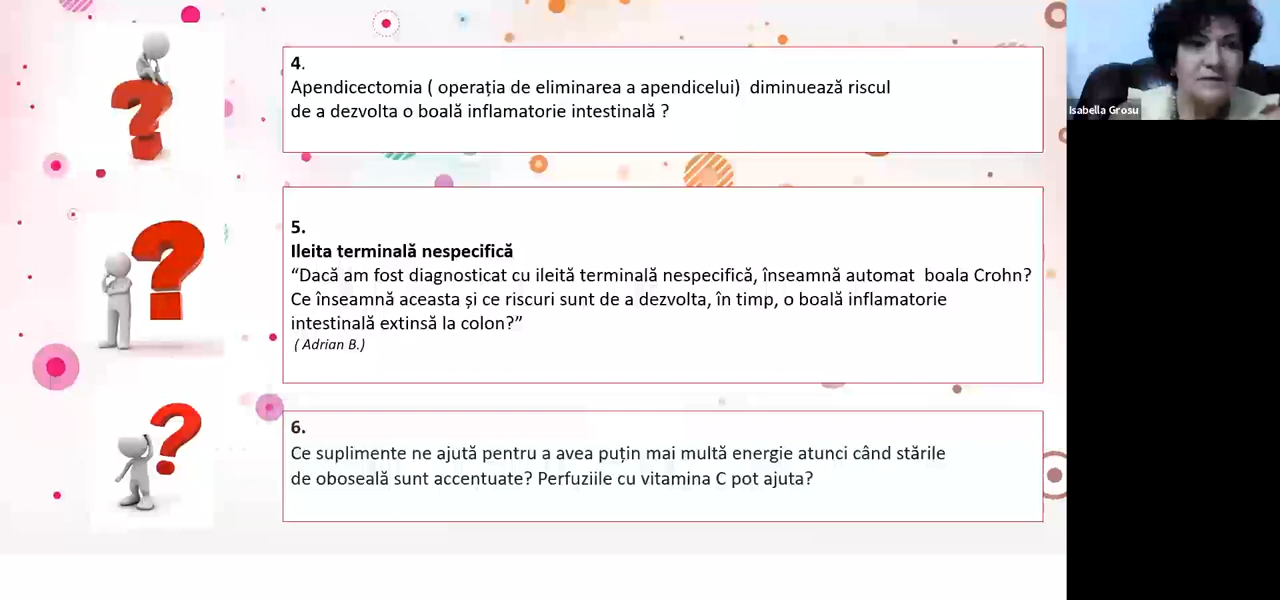 4.
Apendicectomia ( operația de eliminarea a apendicelui) diminuează riscul
de a dezvolta o boală inflamatorie intestinală ?
Isabella Grosu
5.
Ileita terminală nespecifică
“Dacă am fost diagnosticat cu ileită terminală nespecifică, înseamnă automat boala Crohn?
Ce înseamnă aceasta și ce riscuri sunt de a dezvolta, în timp, o boală inflamatorie
intestinală extinsă la colon?”
( Adrian B.)
6.
Ce suplimente ne ajută pentru a avea puțin mai multă energie atunci când stările
de oboseală sunt accentuate? Perfuziile cu vitamina C pot ajuta?